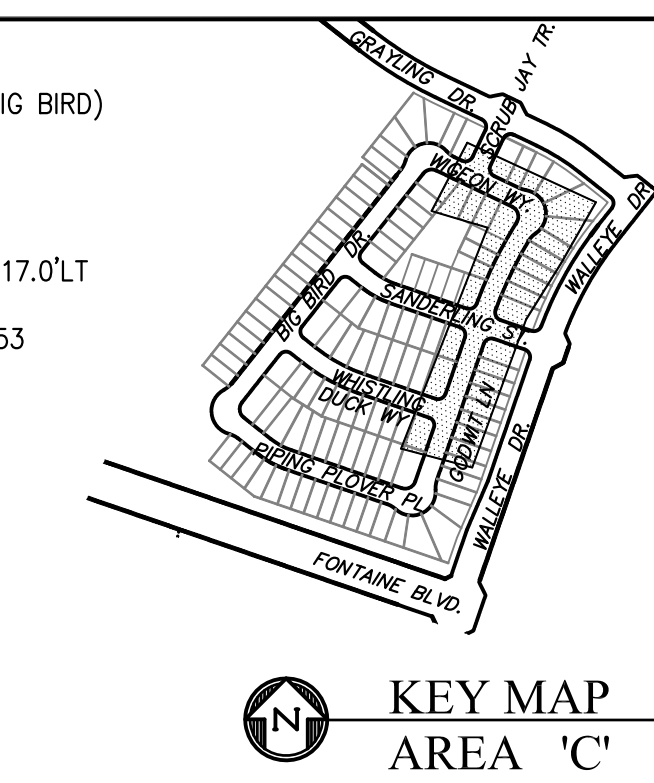 IG BIRD)
17.0'LT
53
GRAYLING DR.
SCRUB JAY TR.
WIGEON WY.
WALLEYE DR.
BIG BIRD DR.
SANDERLING ST.
WHISTLING
DUCK WY
GODWIT LN
PIPING PLOVER PL
WALLEYE DR.
FONTAINE BLVD.
N
KEY MAP
AREA 'C'